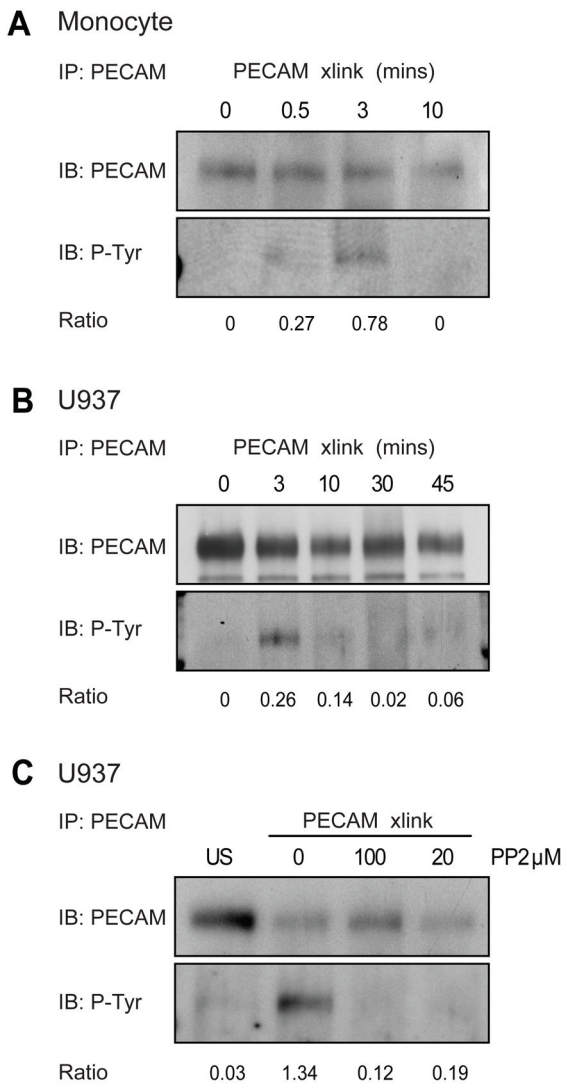 A Monocyte
IP: PECAM PECAM xlink (mins)
0 0.5 3 10
IB: PECAM
IB: P-Tyr
Ratio 0 0.27 0.78 0
B U937
IP: PECAM PECAM xlink (mins)
0 3 10 30 45
IB: PECAM
IB: P-Tyr
Ratio 0 0.26 0.14 0.02 0.06
C U937
IP: PECAM PECAM xlink
US 0 100 20 PP2µM
IB: PECAM
IB: P-Tyr
Ratio 0.03 1.34 0.12 0.19